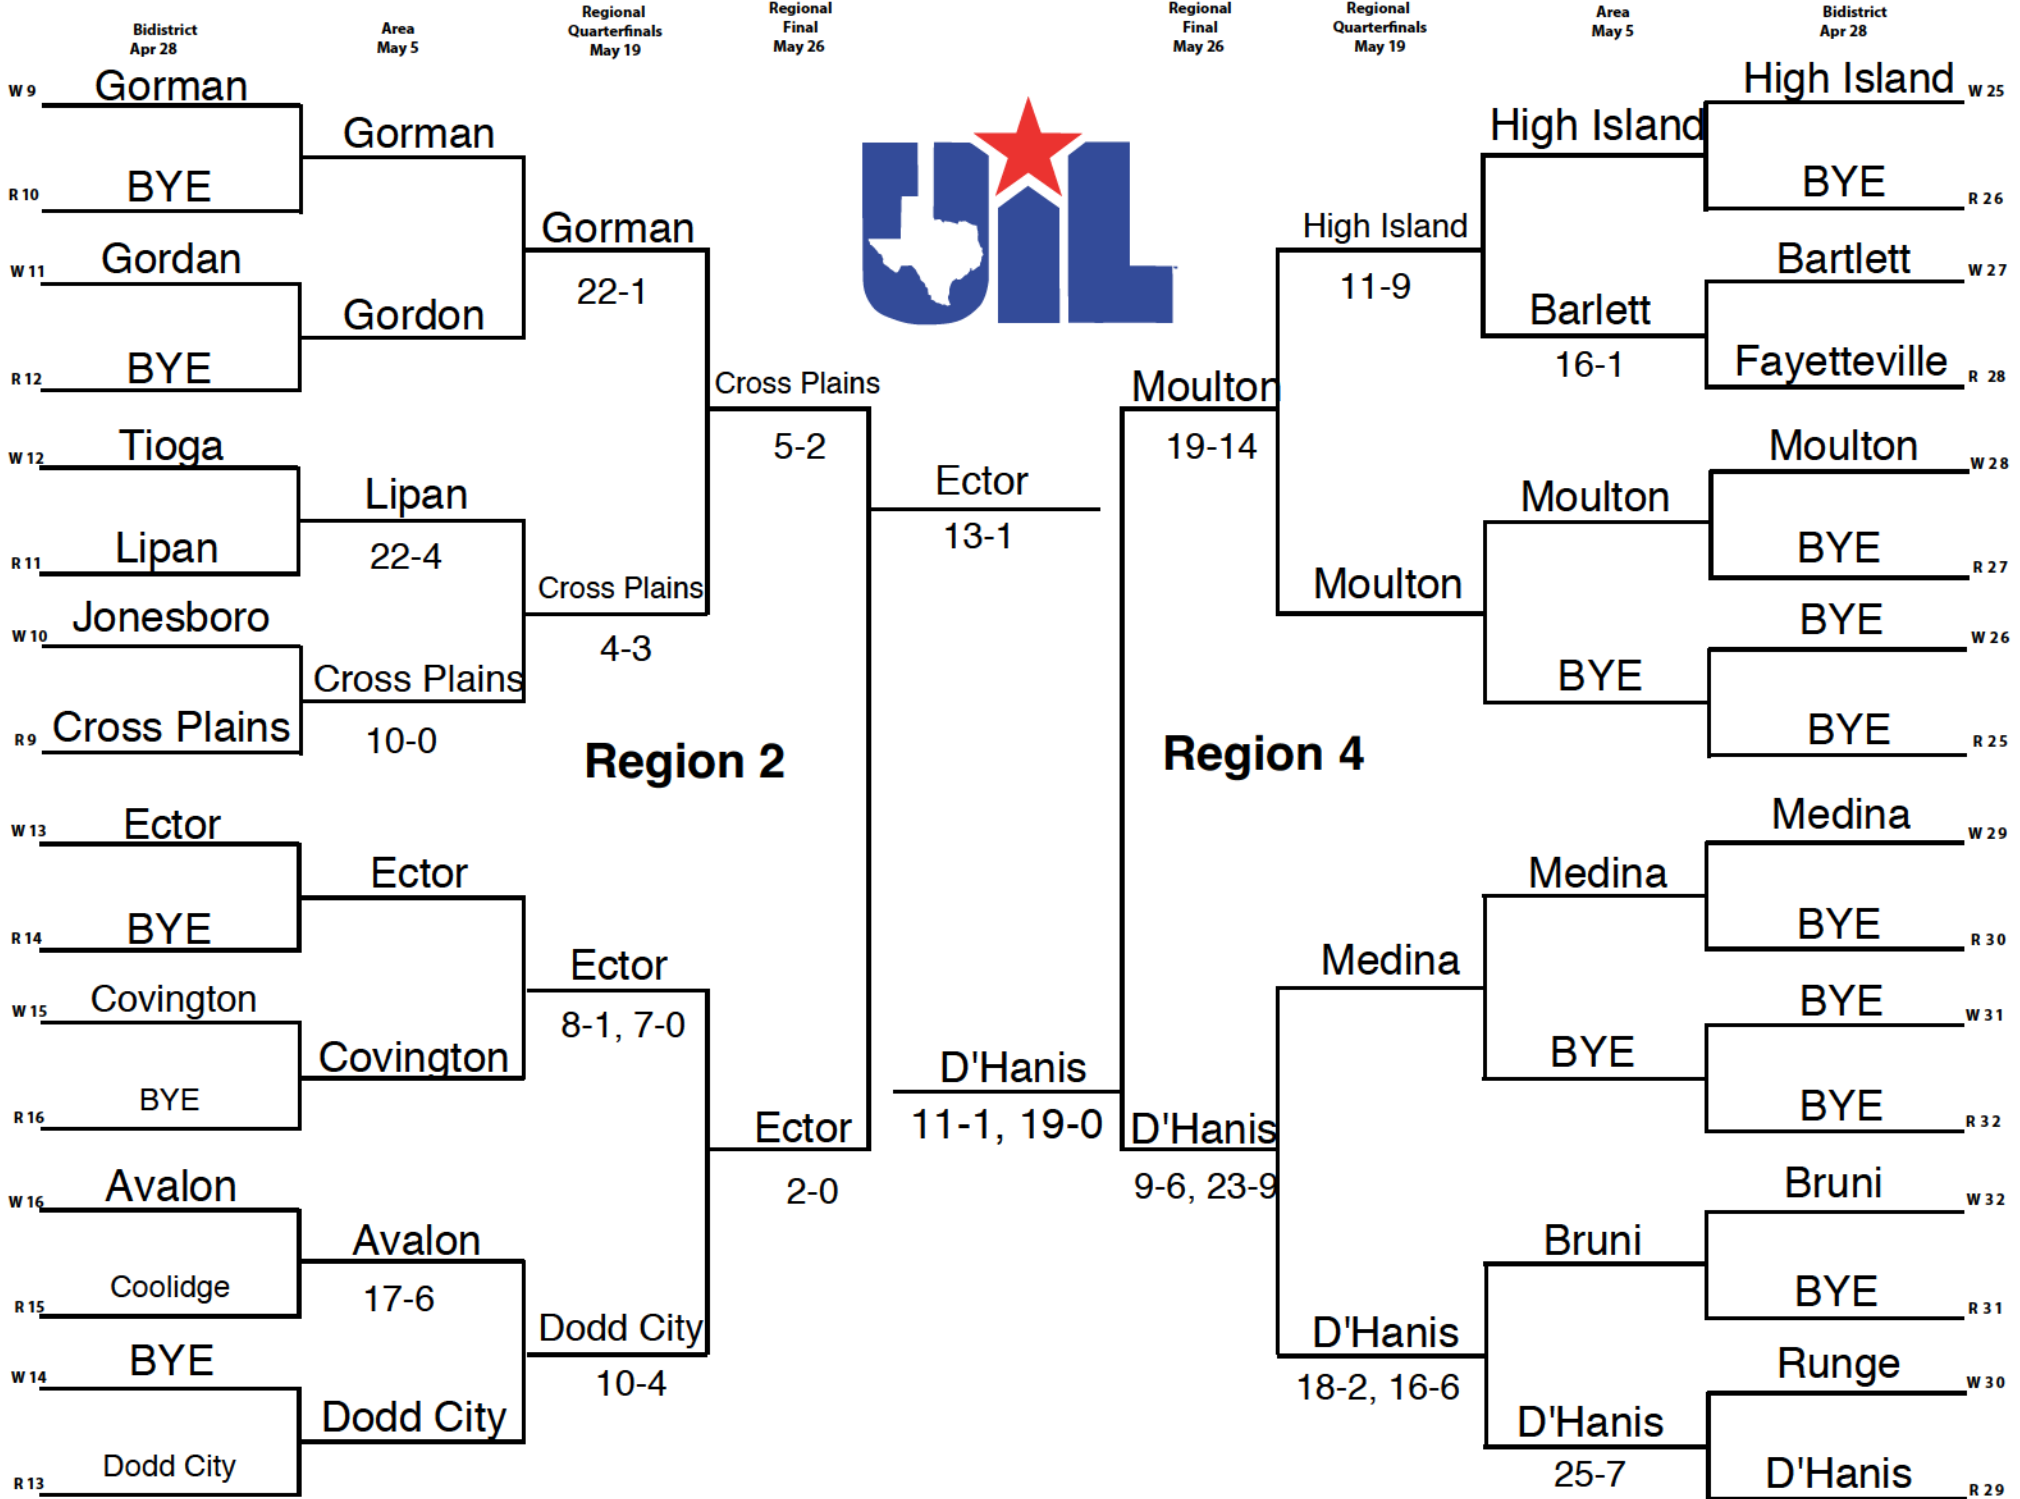 Bidistrict
Apr 28
Area
May 5
Regional
Quarterfinals
May 19
Regional
Final
May 26
Regional
Final
May 26
Regional
Quarterfinals
May 19
Area
May 5
Bidistrict
Apr 28
W 9
Gorman
R 10
BYE
W 11
Gordan
R 12
BYE
W 12
Tioga
R 11
Lipan
W 10
Jonesboro
R 9
Cross Plains
W 13
Ector
R 14
BYE
W 15
Covington
R 16
BYE
W 16
Avalon
R 15
Coolidge
W 14
BYE
R 13
Dodd City
Gorman
Gordon
Lipan
22-4
Cross Plains
10-0
Ector
Covington
Avalon
17-6
Dodd City
Gorman
22-1
Cross Plains
4-3
Ector
8-1, 7-0
Dodd City
10-4
Region 2
Cross Plains
5-2
Ector
2-0
Ector
13-1
UIL
D'Hanis
11-1, 19-0
Moulton
19-14
D'Hanis
9-6, 23-9
Region 4
High Island
11-9
Moulton
Medina
D'Hanis
18-2, 16-6
High Island
Barlett
16-1
Moulton
BYE
Medina
BYE
Bruni
D'Hanis
25-7
High Island
W 25
BYE
R 26
Bartlett
W 27
Fayetteville
R 28
Moulton
W 28
BYE
R 27
BYE
W 26
BYE
R 25
Medina
W 29
BYE
R 30
BYE
W 31
BYE
R 32
Bruni
W 32
BYE
R 31
Runge
W 30
D'Hanis
R 29